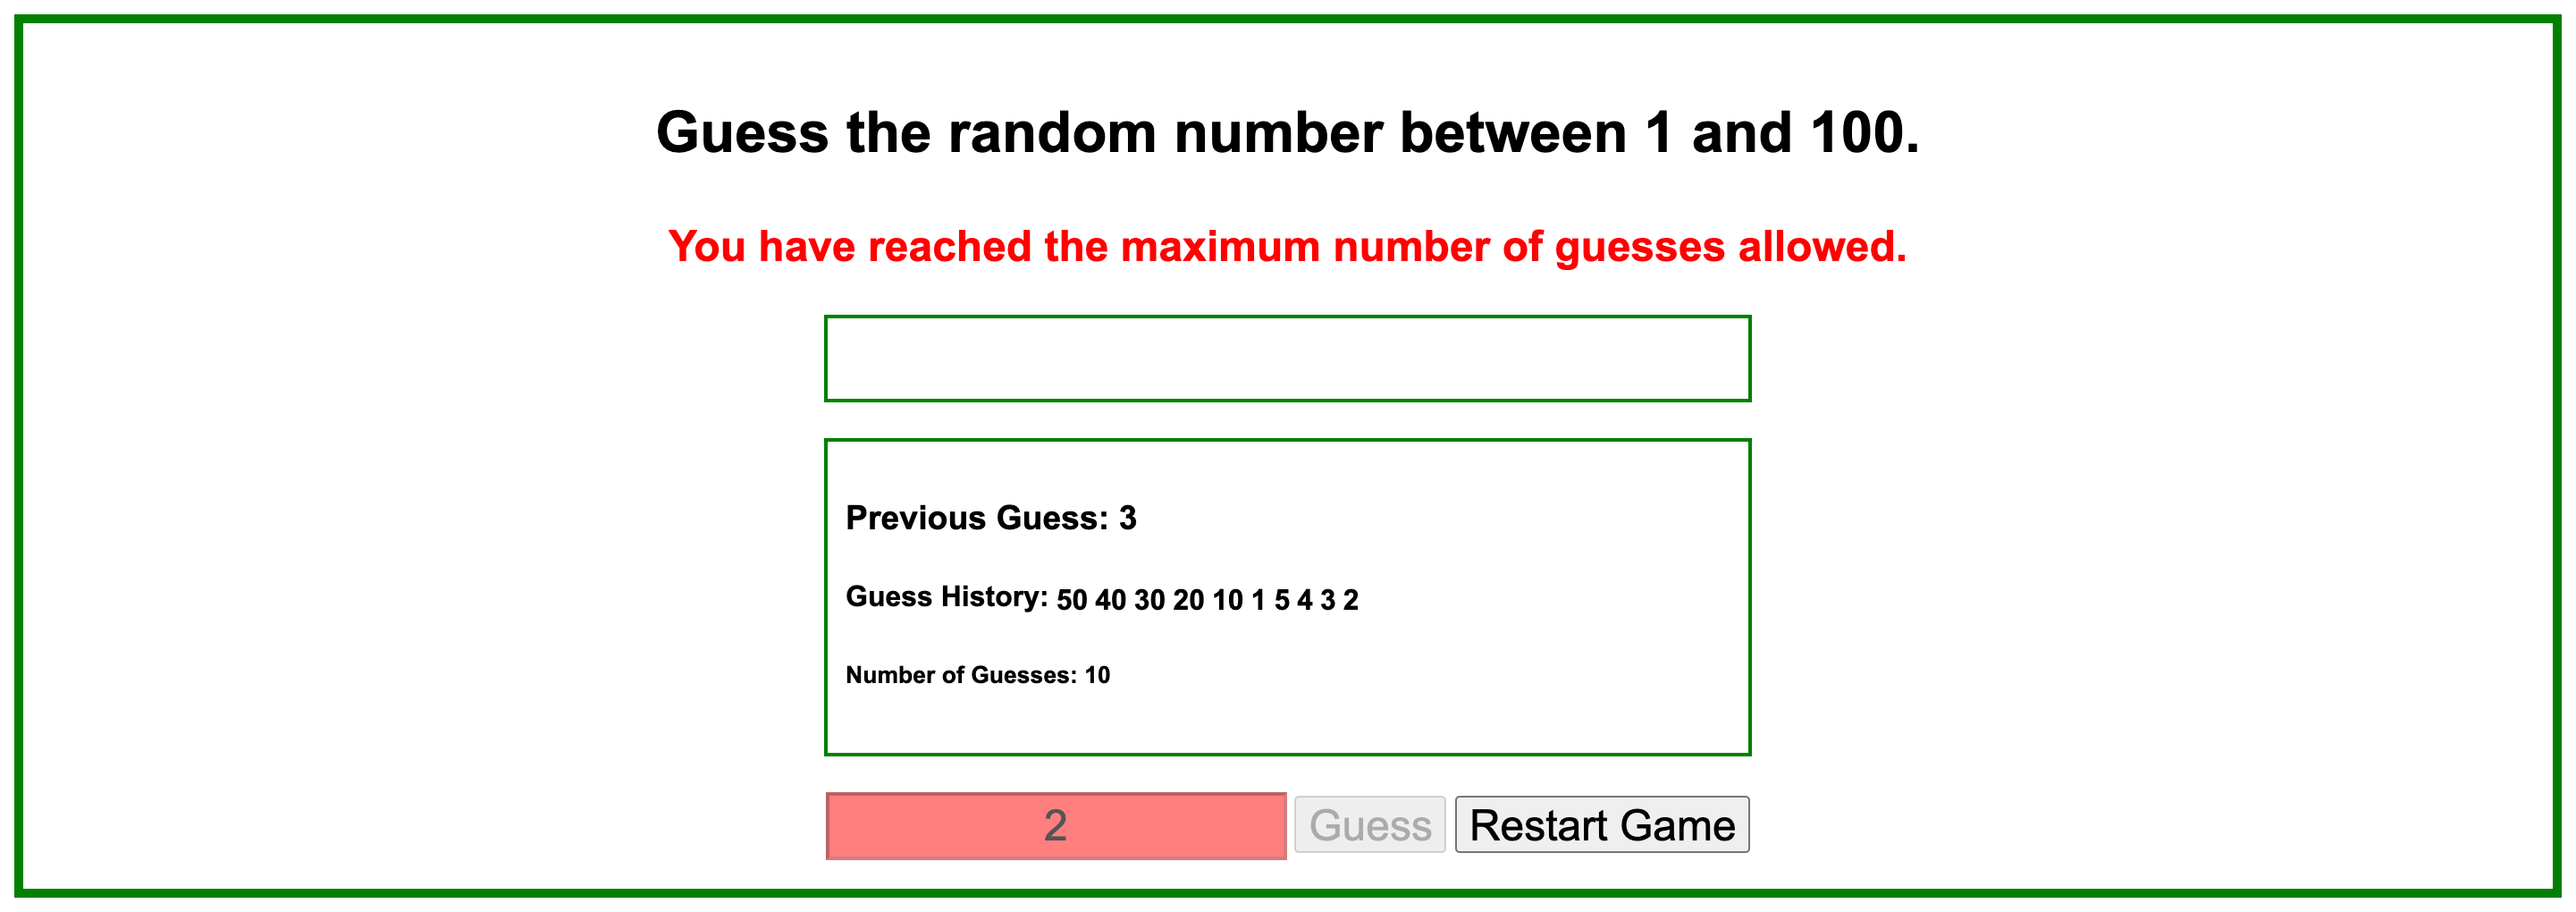 Guess the random number between 1 and 100.
You have reached the maximum number of guesses allowed.
Previous Guess: 3
Guess History: 50 40 30 20 10 1 5 4 3 2
Number of Guesses: 10
2 Guess Restart Game